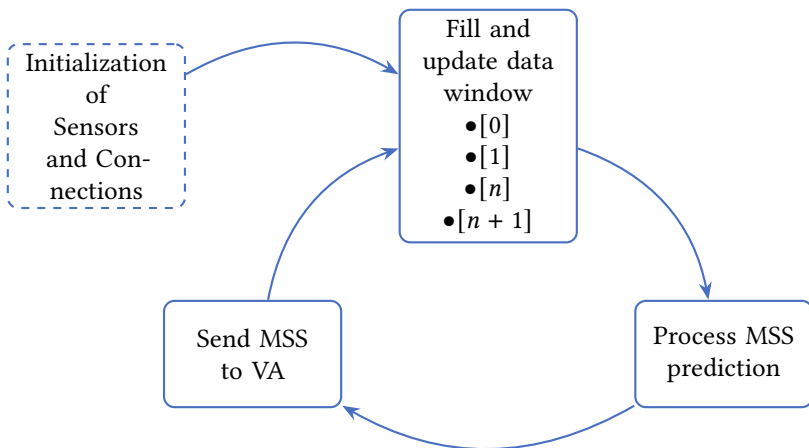 Initialization
of
Sensors
and Con-
nections
Fill and
update data
window
•[0]
•[1]
•[n]
•[n + 1]
Send MSS
to VA
Process MSS
prediction